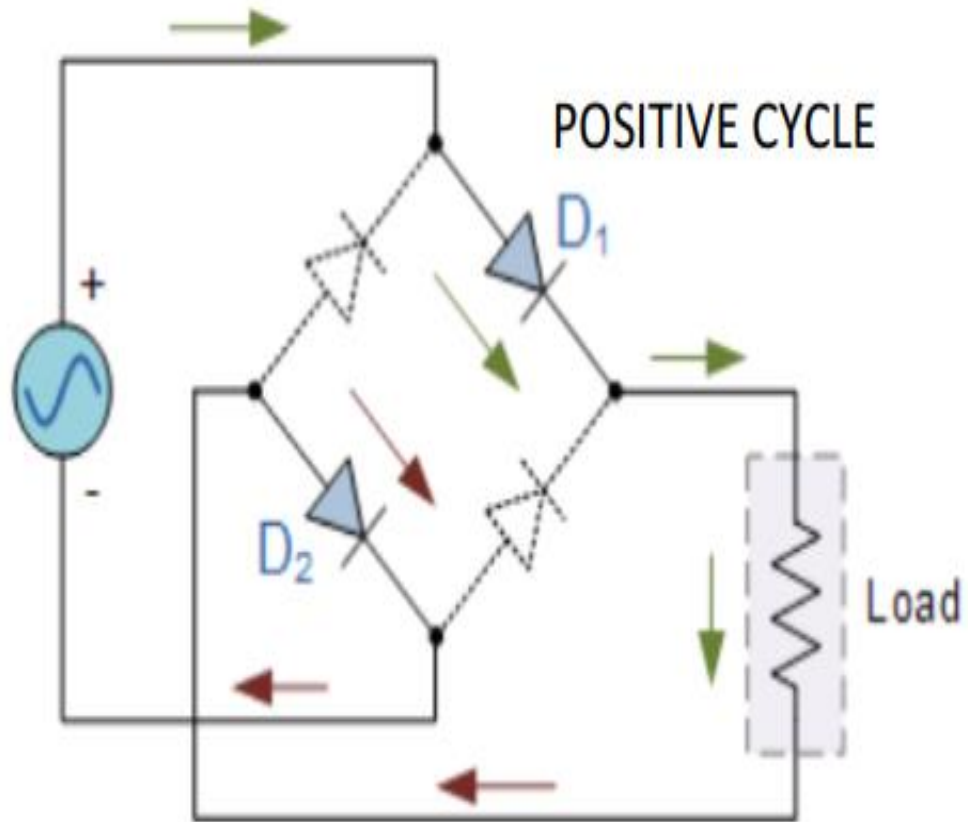 POSITIVE CYCLE
D₁
+
-
D₂
Load